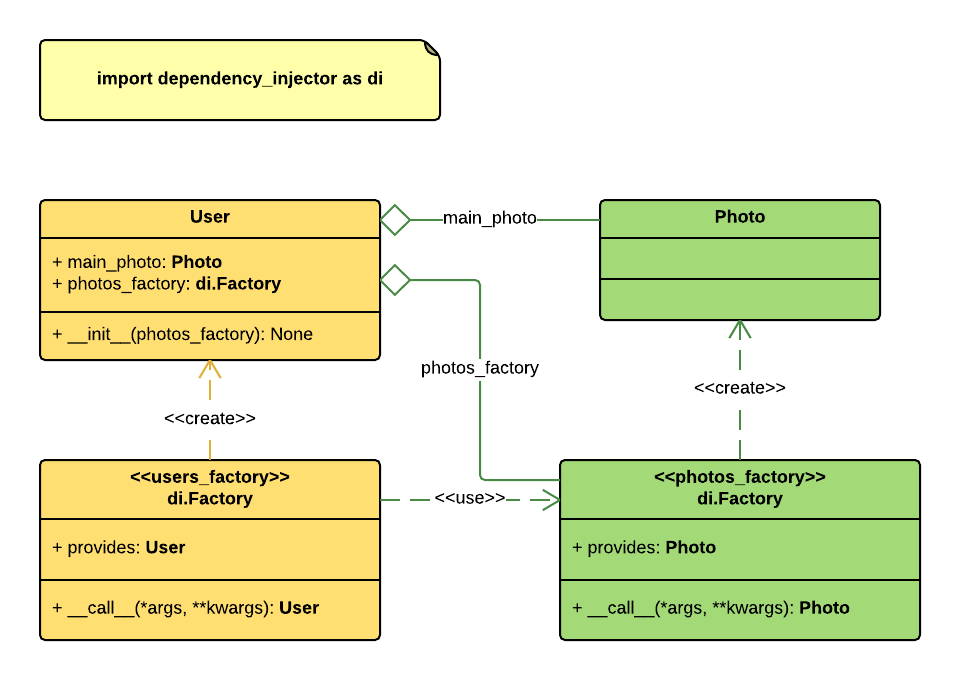 import dependency_injector as di
User
+ main_photo: Photo
+ photos_factory: di.Factory
+ __init__(photos_factory): None
main_photo
Photo
photos_factory
<<create>>
<<create>>
<<users_factory>>
di.Factory
+ provides: User
+ __call__(*args, **kwargs): User
<<use>>
<<photos_factory>>
di.Factory
+ provides: Photo
+ __call__(*args, **kwargs): Photo